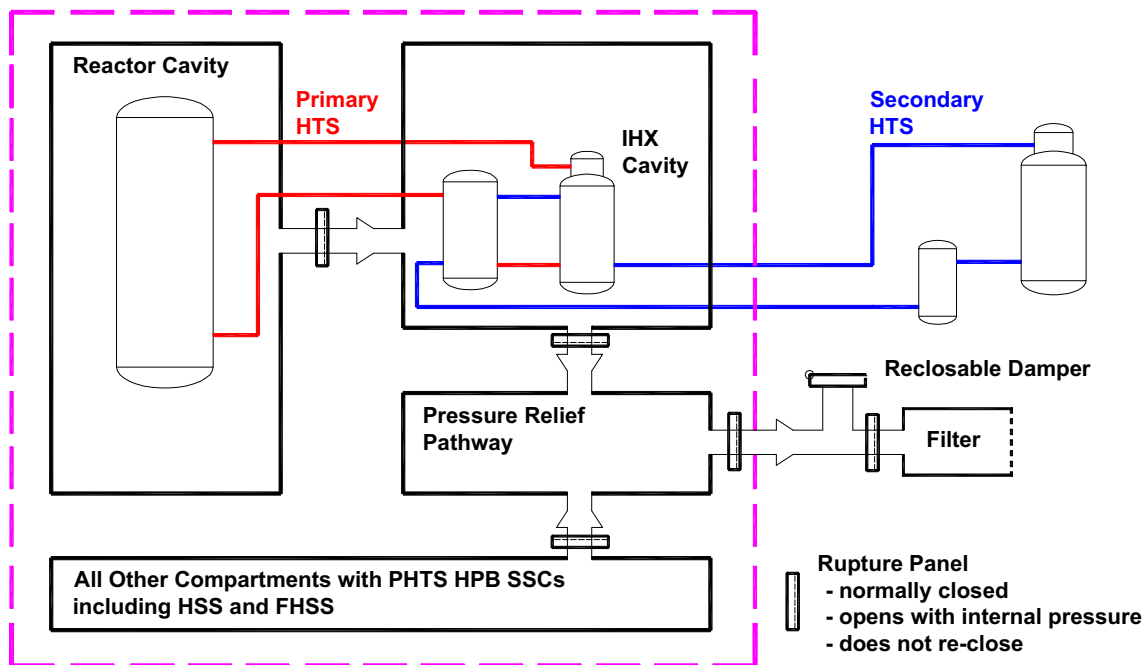 Reactor Cavity
Primary
HTS
IHX
Cavity
Secondary
HTS
Reclosable Damper
Pressure Relief
Pathway
Filter
All Other Compartments with PHTS HPB SSCs
including HSS and FHSS
Rupture Panel
- normally closed
- opens with internal pressure
- does not re-close